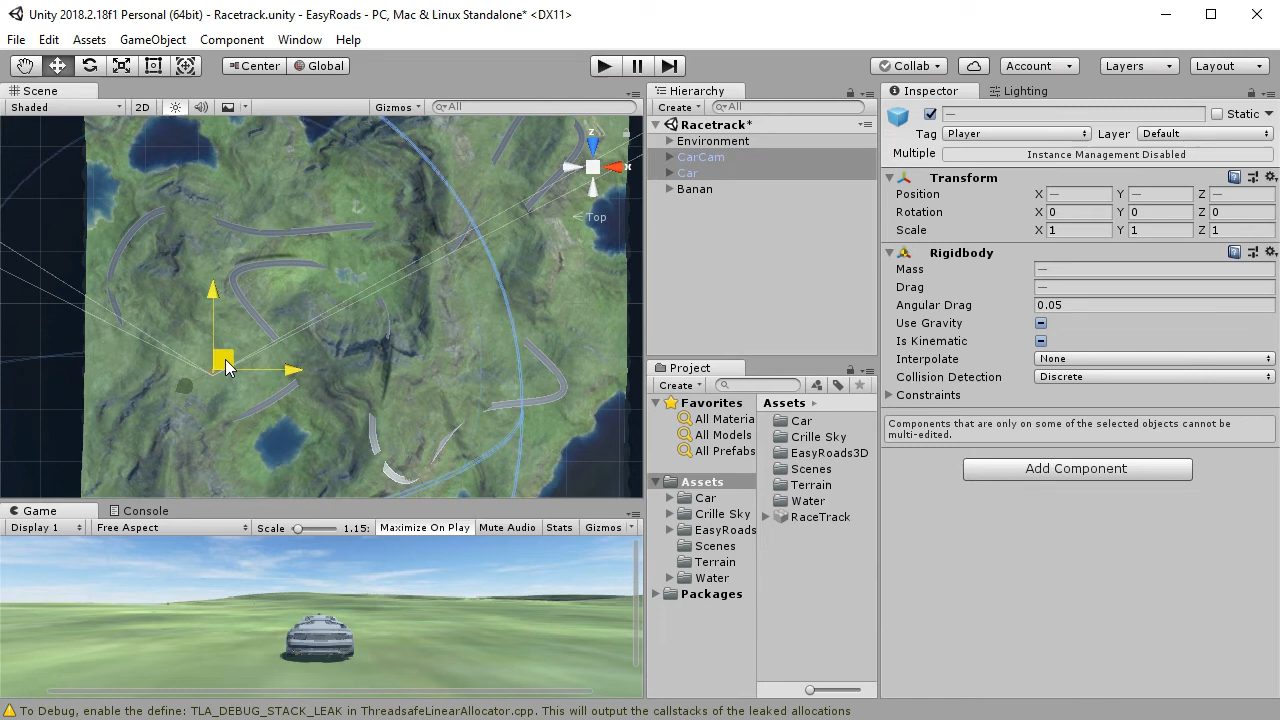 Unity 2018.2.18f1 Personal (64bit) - Racetrack.unity - EasyRoads - PC, Mac & Linux Standalone* <DX11>
File Edit Assets GameObject Component Window Help
Center Global Collab Account Layers Layout
Scene
Shaded 2D Gizmos All
z
x
Top
Hierarchy
Create All
Racetrack*
Environment
CarCam
Car
Banan
Project
Create
Favorites
All Materia
All Models
All Prefabs
Assets
Car
Crille Sky
EasyRoads
Scenes
Terrain
Water
Packages
Assets
Car
Crille Sky
EasyRoads3D
Scenes
Terrain
Water
RaceTrack
Inspector Lighting
— Static
Tag Player Layer Default
Multiple Instance Management Disabled
Transform
Position X — Y — Z —
Rotation X 0 Y 0 Z 0
Scale X 1 Y 1 Z 1
Rigidbody
Mass —
Drag —
Angular Drag 0.05
Use Gravity
Is Kinematic
Interpolate None
Collision Detection Discrete
Constraints
Components that are only on some of the selected objects cannot be
multi-edited.
Add Component
Game Console
Display 1 Free Aspect Scale 1.15: Maximize On Play Mute Audio Stats Gizmos
To Debug, enable the define: TLA_DEBUG_STACK_LEAK in ThreadsafeLinearAllocator.cpp. This will output the callstacks of the leaked allocations